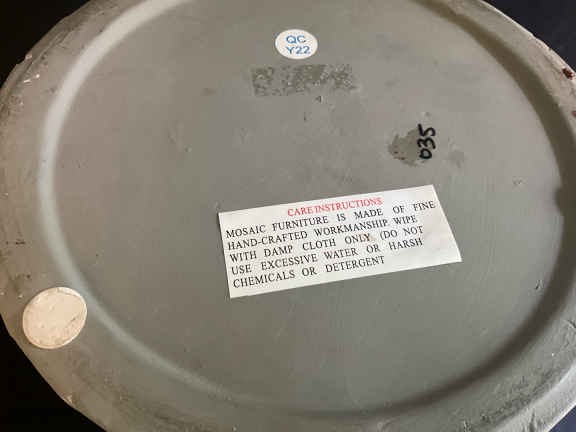 QC
Y22
035
CARE INSTRUCTIONS
MOSAIC FURNITURE IS MADE OF FINE
HAND-CRAFTED WORKMANSHIP WIPE
WITH DAMP CLOTH ONLY. (DO NOT
USE EXCESSIVE WATER OR HARSH
CHEMICALS OR DETERGENT